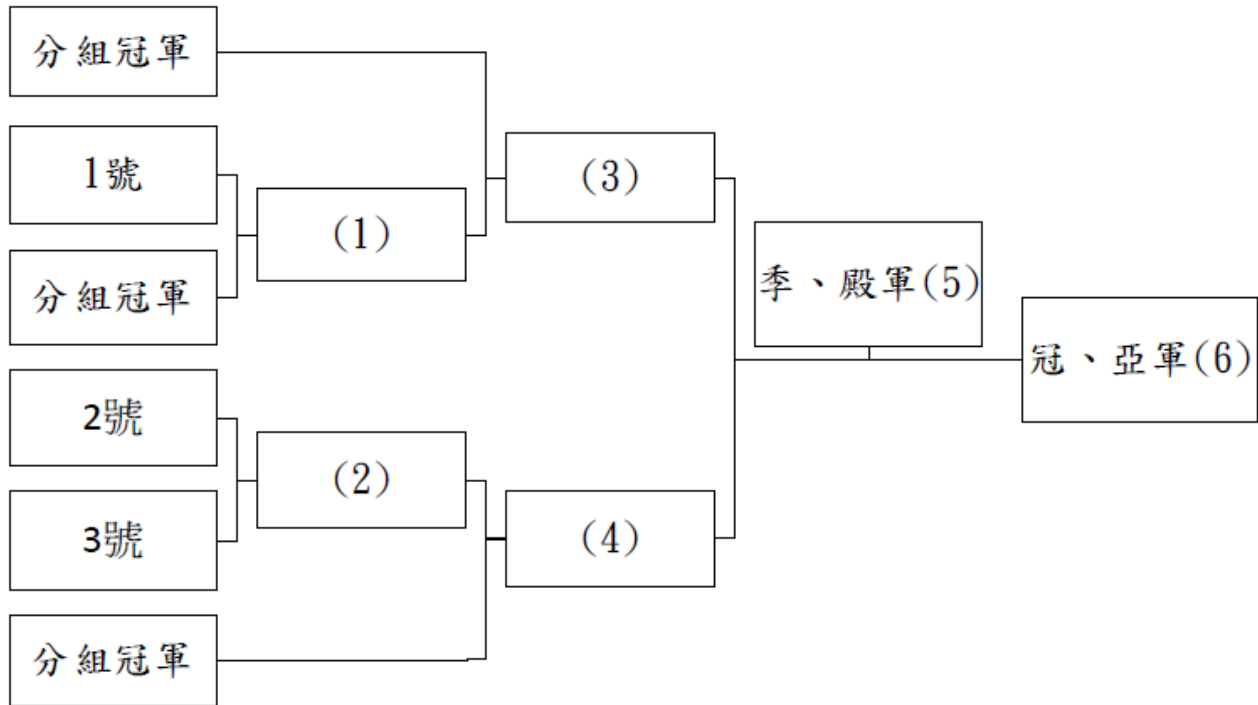 分組冠軍
1號
(1)
分組冠軍
(3)
季、殿軍(5)
冠、亞軍(6)
2號
(2)
3號
(4)
分組冠軍